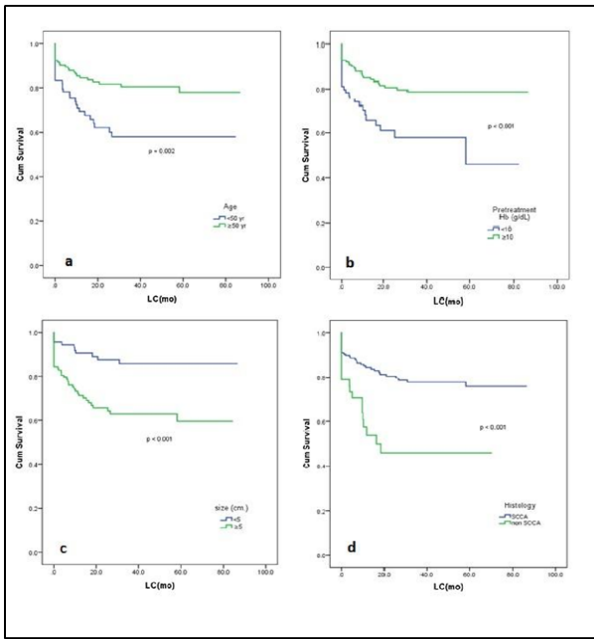 1.0
0.8
0.6
0.4
0.2
0.0
Cum Survival
p = 0.002
Age
<50 yr
≥50 yr
a
.0
20.0
40.0
60.0
80.0
100.0
LC(mo)
1.0
0.8
0.6
0.4
0.2
0.0
Cum Survival
p < 0.001
Pretreatment
Hb (g/dL)
<10
≥10
b
.0
20.0
40.0
60.0
80.0
100.0
LC(mo)
1.0
0.8
0.6
0.4
0.2
0.0
Cum Survival
p < 0.001
size (cm.)
<5
≥5
c
.0
20.0
40.0
60.0
80.0
100.0
LC(mo)
1.0
0.8
0.6
0.4
0.2
0.0
Cum Survival
p < 0.001
Histology
SCCA
non SCCA
d
.0
20.0
40.0
60.0
80.0
100.0
LC(mo)